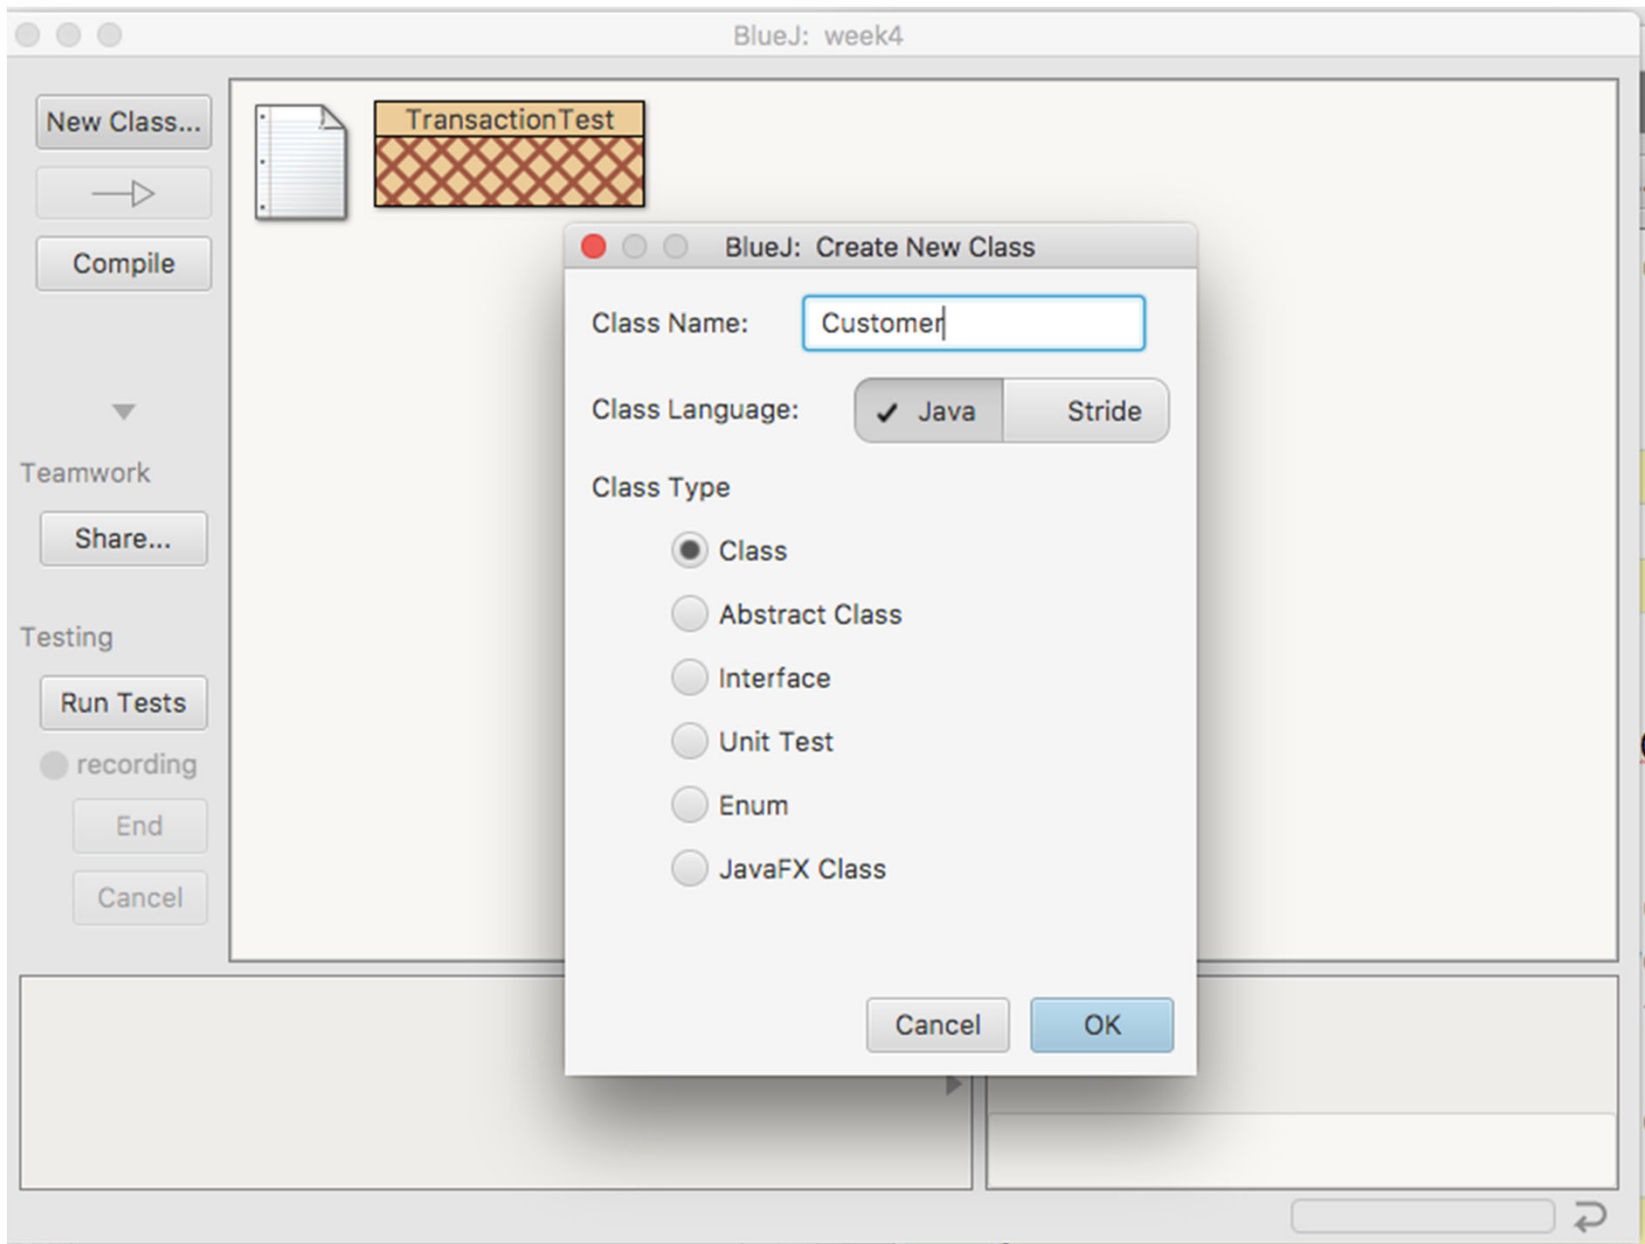 BlueJ: week4
New Class...
TransactionTest
Compile
Teamwork
Share...
Testing
Run Tests
recording
End
Cancel
BlueJ: Create New Class
Class Name: Customer
Class Language: ✓ Java Stride
Class Type
Class
Abstract Class
Interface
Unit Test
Enum
JavaFX Class
Cancel OK